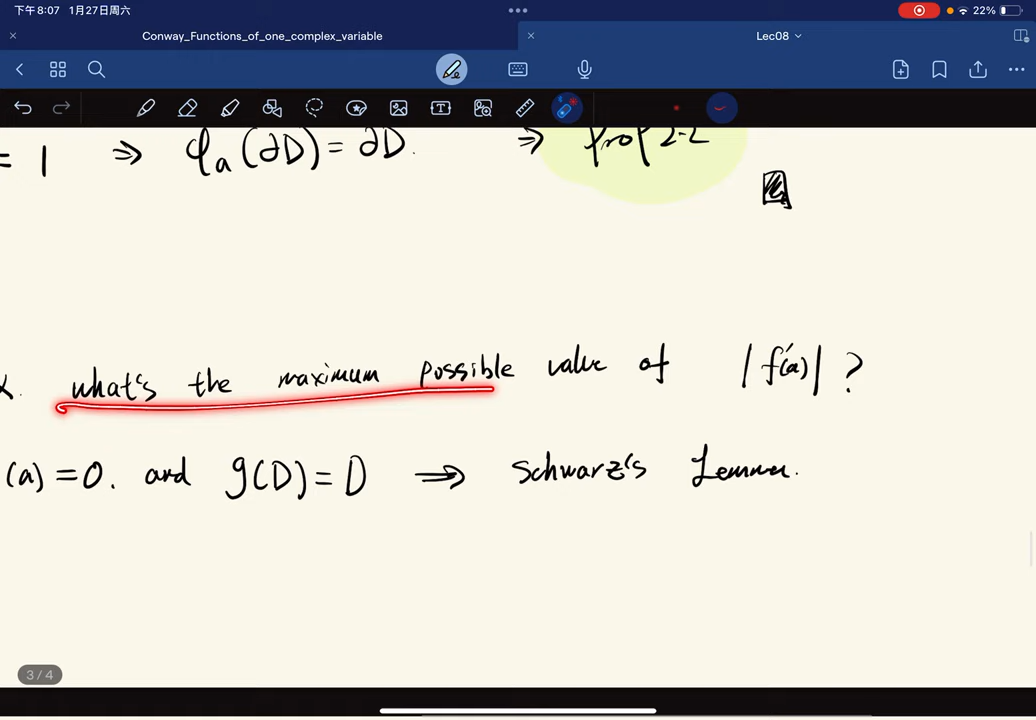 下午8:07 1月27日周六
22%
Conway_Functions_of_one_complex_variable
Lec08
= 1 ⇒ φₐ(∂D) = ∂D. ⇒ prop 2-2
α. what's the maximum possible value of |f'(a)| ?
(a) = 0. and g(D) = D ⇒ Schwarz's Lemma.
3 / 4